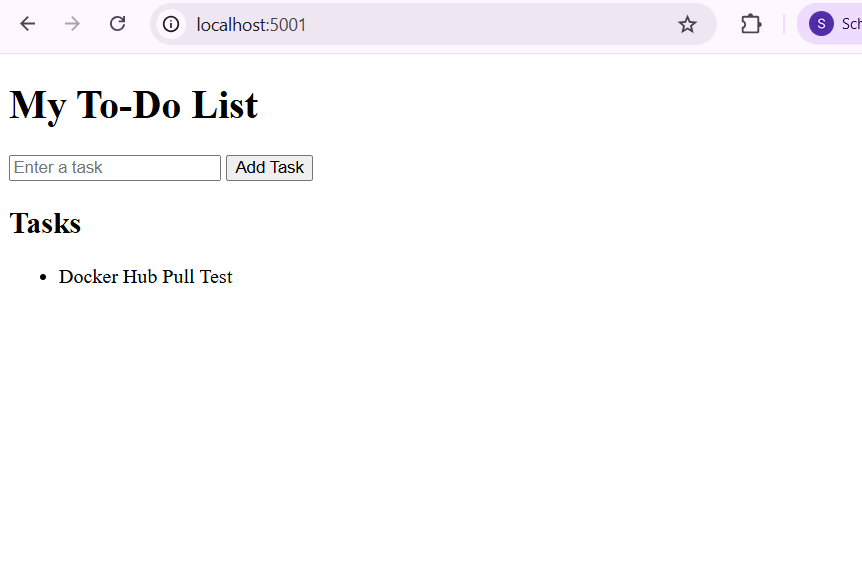 localhost:5001
S
Sch
My To-Do List
Enter a task
Add Task
Tasks
Docker Hub Pull Test